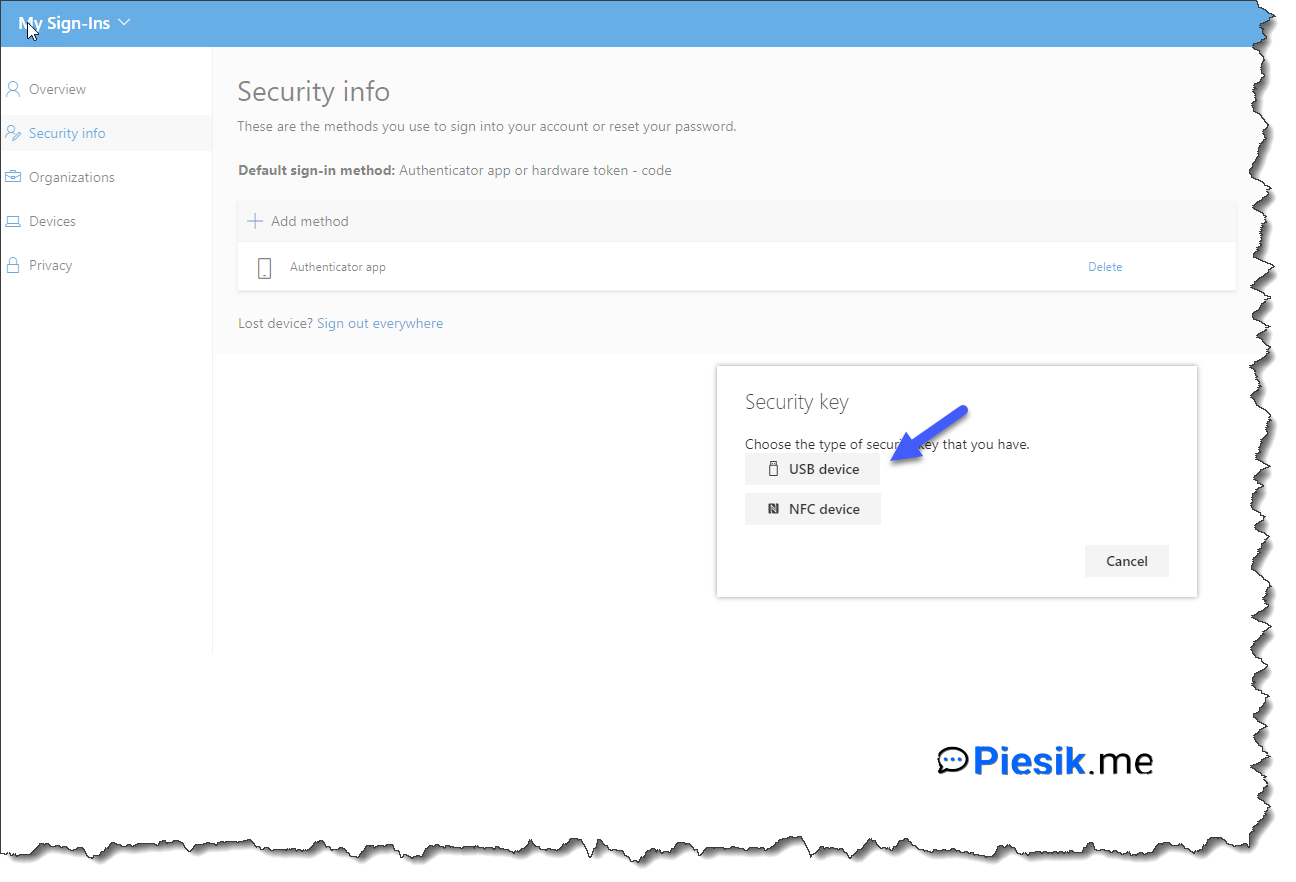 My Sign-Ins
Overview
Security info
Organizations
Devices
Privacy
Security info
These are the methods you use to sign into your account or reset your password.
Default sign-in method: Authenticator app or hardware token - code
Add method
Authenticator app Delete
Lost device? Sign out everywhere
Security key
Choose the type of security key that you have.
USB device
NFC device
Cancel
Piesik.me